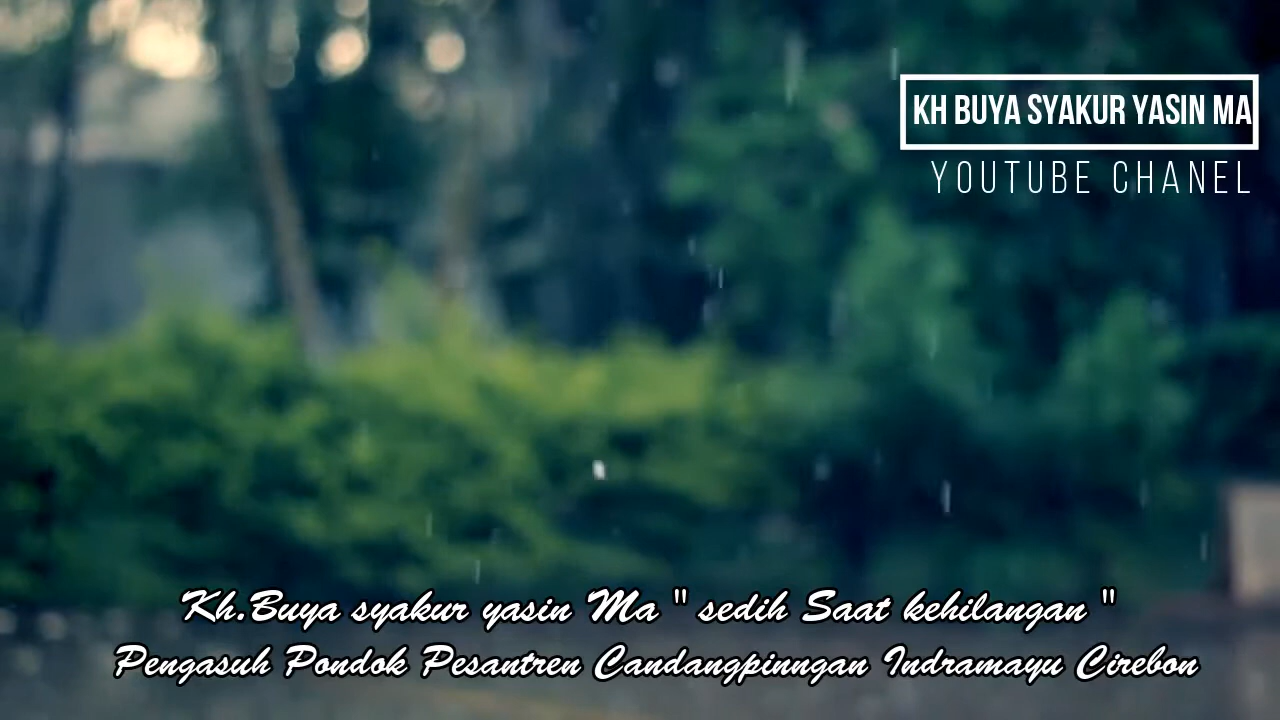 KH BUYA SYAKUR YASIN MA
YOUTUBE CHANEL
Kh.Buya syakur yasin Ma " sedih Saat kehilangan "
Pengasuh Pondok Pesantren Candangpinngan Indramayu Cirebon